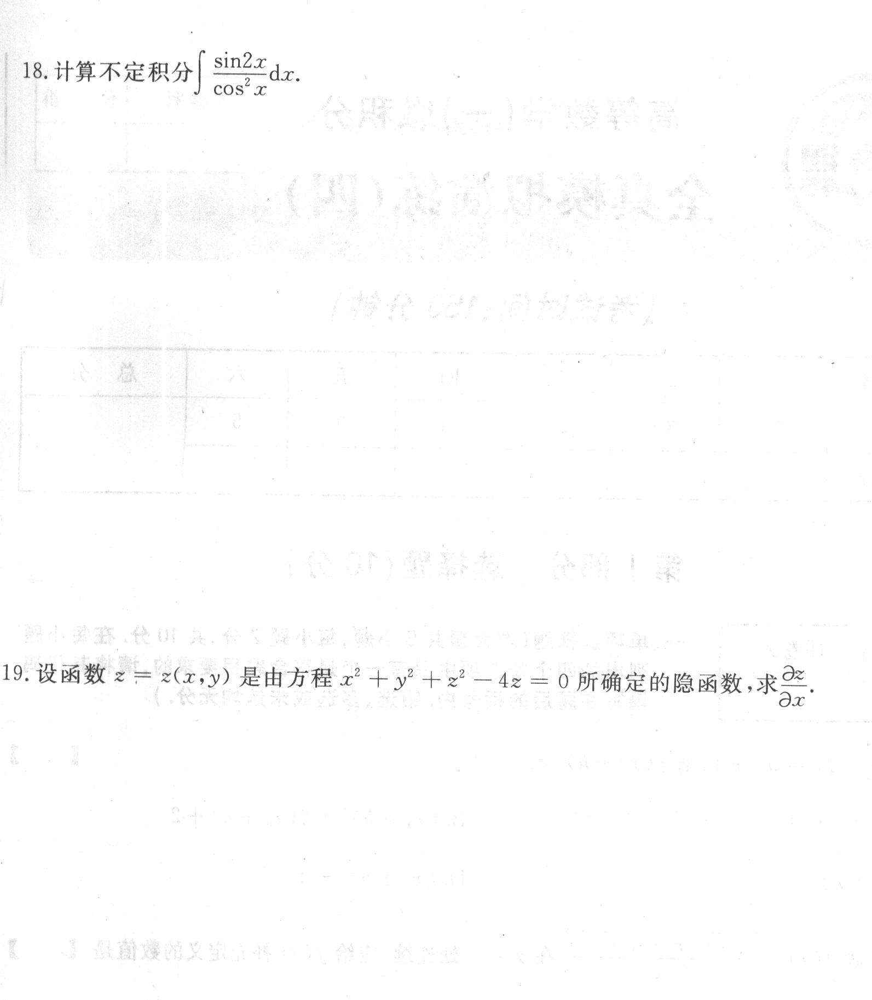 18. 计算不定积分∫ sin2x/cos² x dx.
19. 设函数 z = z(x,y) 是由方程 x² + y² + z² − 4z = 0 所确定的隐函数,求∂z/∂x.